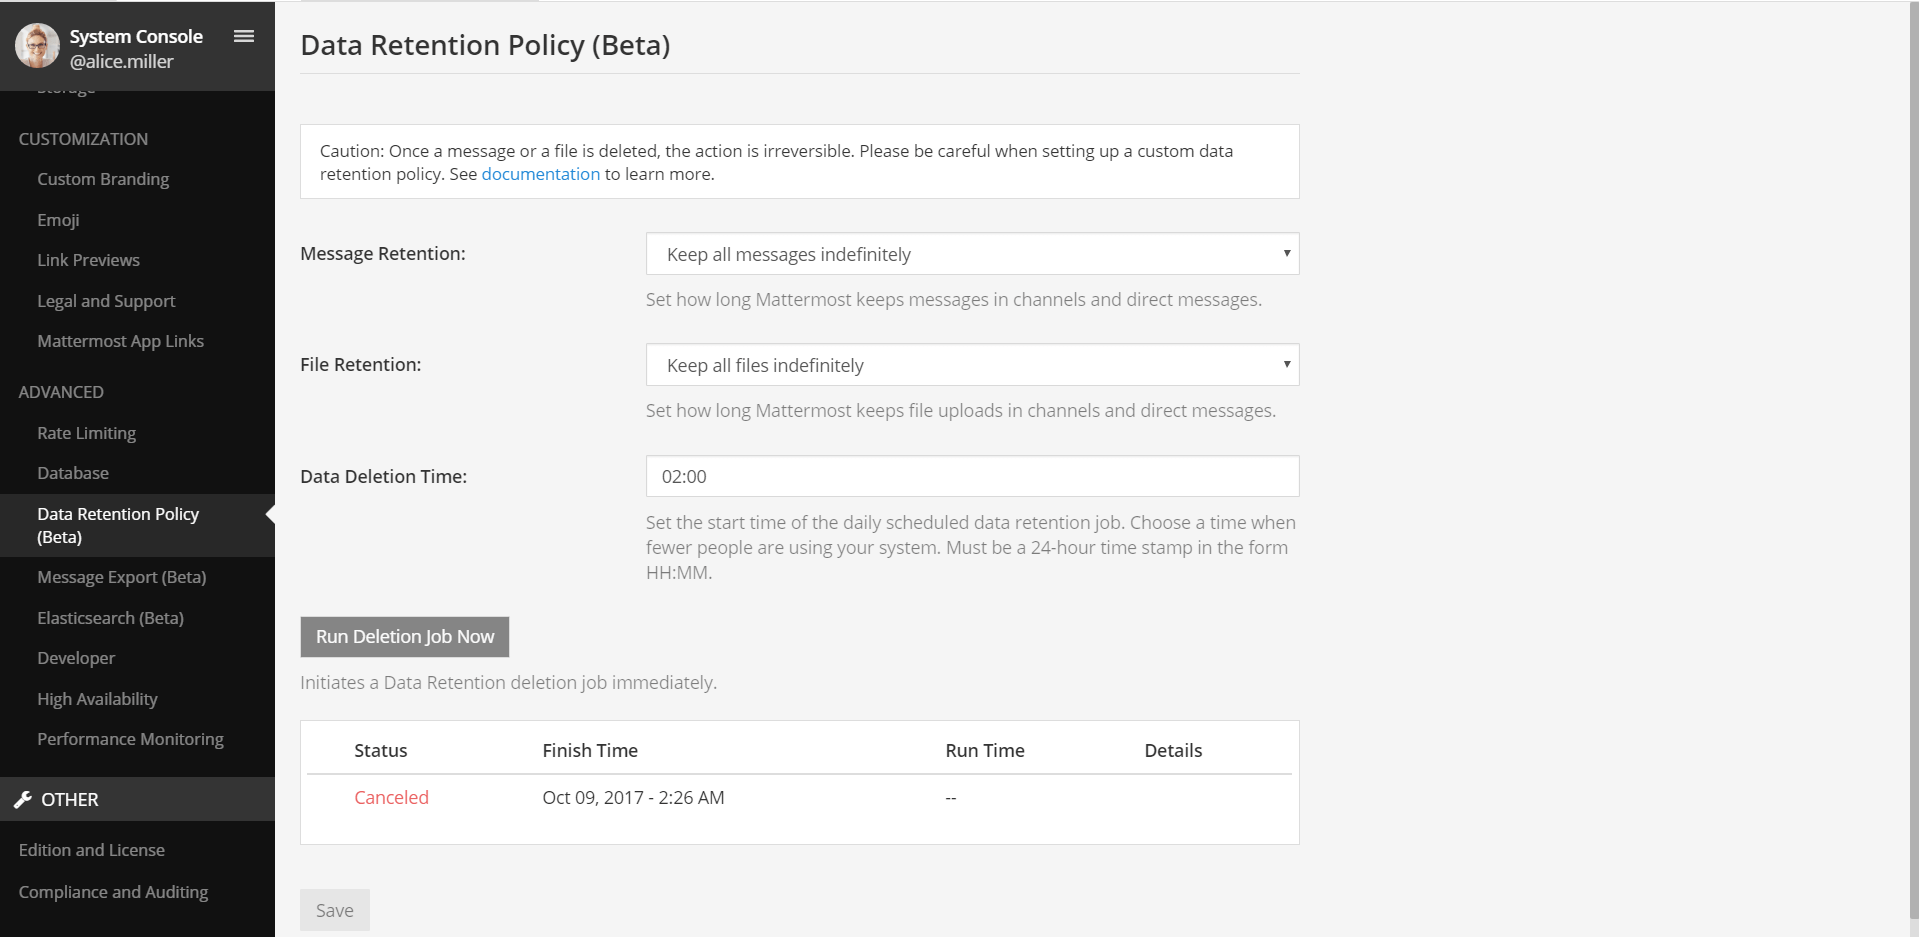 System Console
@alice.miller
Storage
CUSTOMIZATION
Custom Branding
Emoji
Link Previews
Legal and Support
Mattermost App Links
ADVANCED
Rate Limiting
Database
Data Retention Policy
(Beta)
Message Export (Beta)
Elasticsearch (Beta)
Developer
High Availability
Performance Monitoring
OTHER
Edition and License
Compliance and Auditing
Data Retention Policy (Beta)
Caution: Once a message or a file is deleted, the action is irreversible. Please be careful when setting up a custom data
retention policy. See documentation to learn more.
Message Retention:
Keep all messages indefinitely
Set how long Mattermost keeps messages in channels and direct messages.
File Retention:
Keep all files indefinitely
Set how long Mattermost keeps file uploads in channels and direct messages.
Data Deletion Time:
02:00
Set the start time of the daily scheduled data retention job. Choose a time when
fewer people are using your system. Must be a 24-hour time stamp in the form
HH:MM.
Run Deletion Job Now
Initiates a Data Retention deletion job immediately.
Status Finish Time Run Time Details
Canceled Oct 09, 2017 - 2:26 AM --
Save